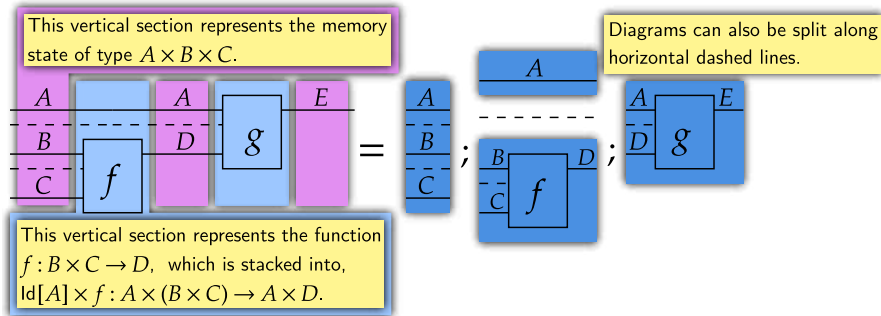 This vertical section represents the memory
state of type A × B × C.
Diagrams can also be split along
horizontal dashed lines.
A A E
B D
C
f
g
=
A
B
C
;
A
B D
C
f
;
A E
D
g
This vertical section represents the function
f : B × C → D, which is stacked into,
Id[A] × f : A × (B × C) → A × D.